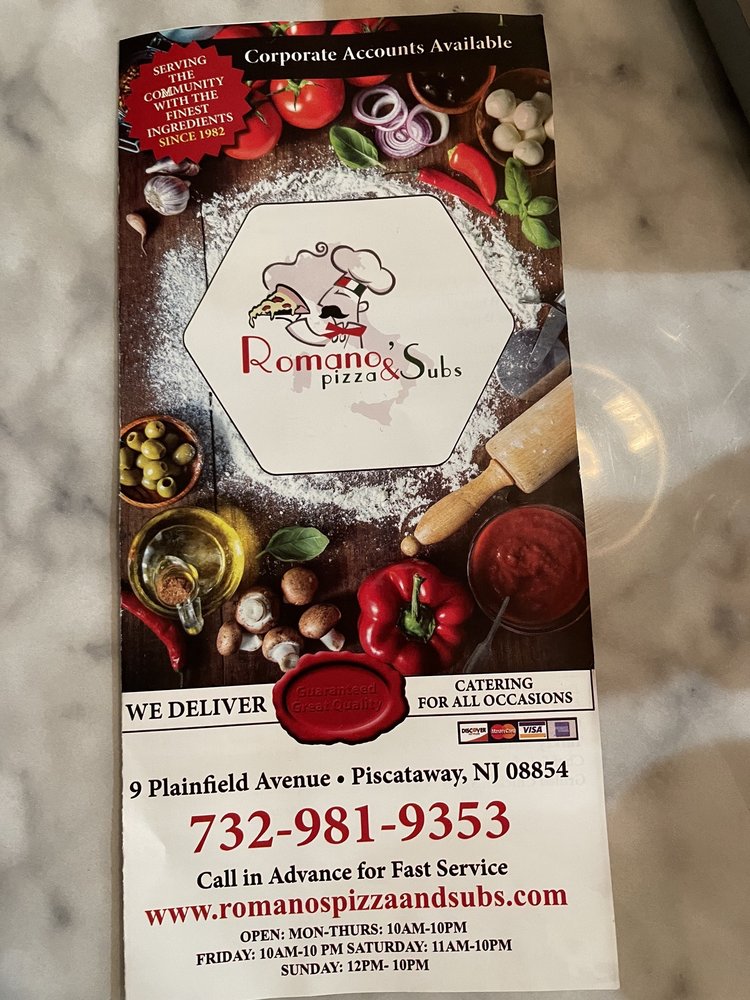 Corporate Accounts Available
SERVING
THE
COMMUNITY
WITH THE
FINEST
INGREDIENTS
SINCE 1982
Romano'Subs
pizza&
WE DELIVER
Guaranteed
Great Quality
CATERING
FOR ALL OCCASIONS
DISCOVER MasterCard VISA
9 Plainfield Avenue • Piscataway, NJ 08854
732-981-9353
Call in Advance for Fast Service
www.romanospizzaandsubs.com
OPEN: MON-THURS: 10AM-10PM
FRIDAY: 10AM-10 PM SATURDAY: 11AM-10PM
SUNDAY: 12PM- 10PM